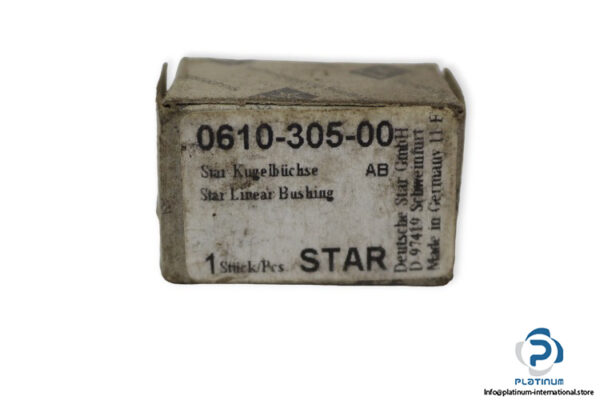 0610-305-00
Star Kugelbüchse AB
Star Linear Bushing
1 Stück/Pcs. STAR
Deutsche Star GmbH
D 97419 Schweinfurt
Made in Germany 11-F
PLATINUM
Info@platinum-international.store